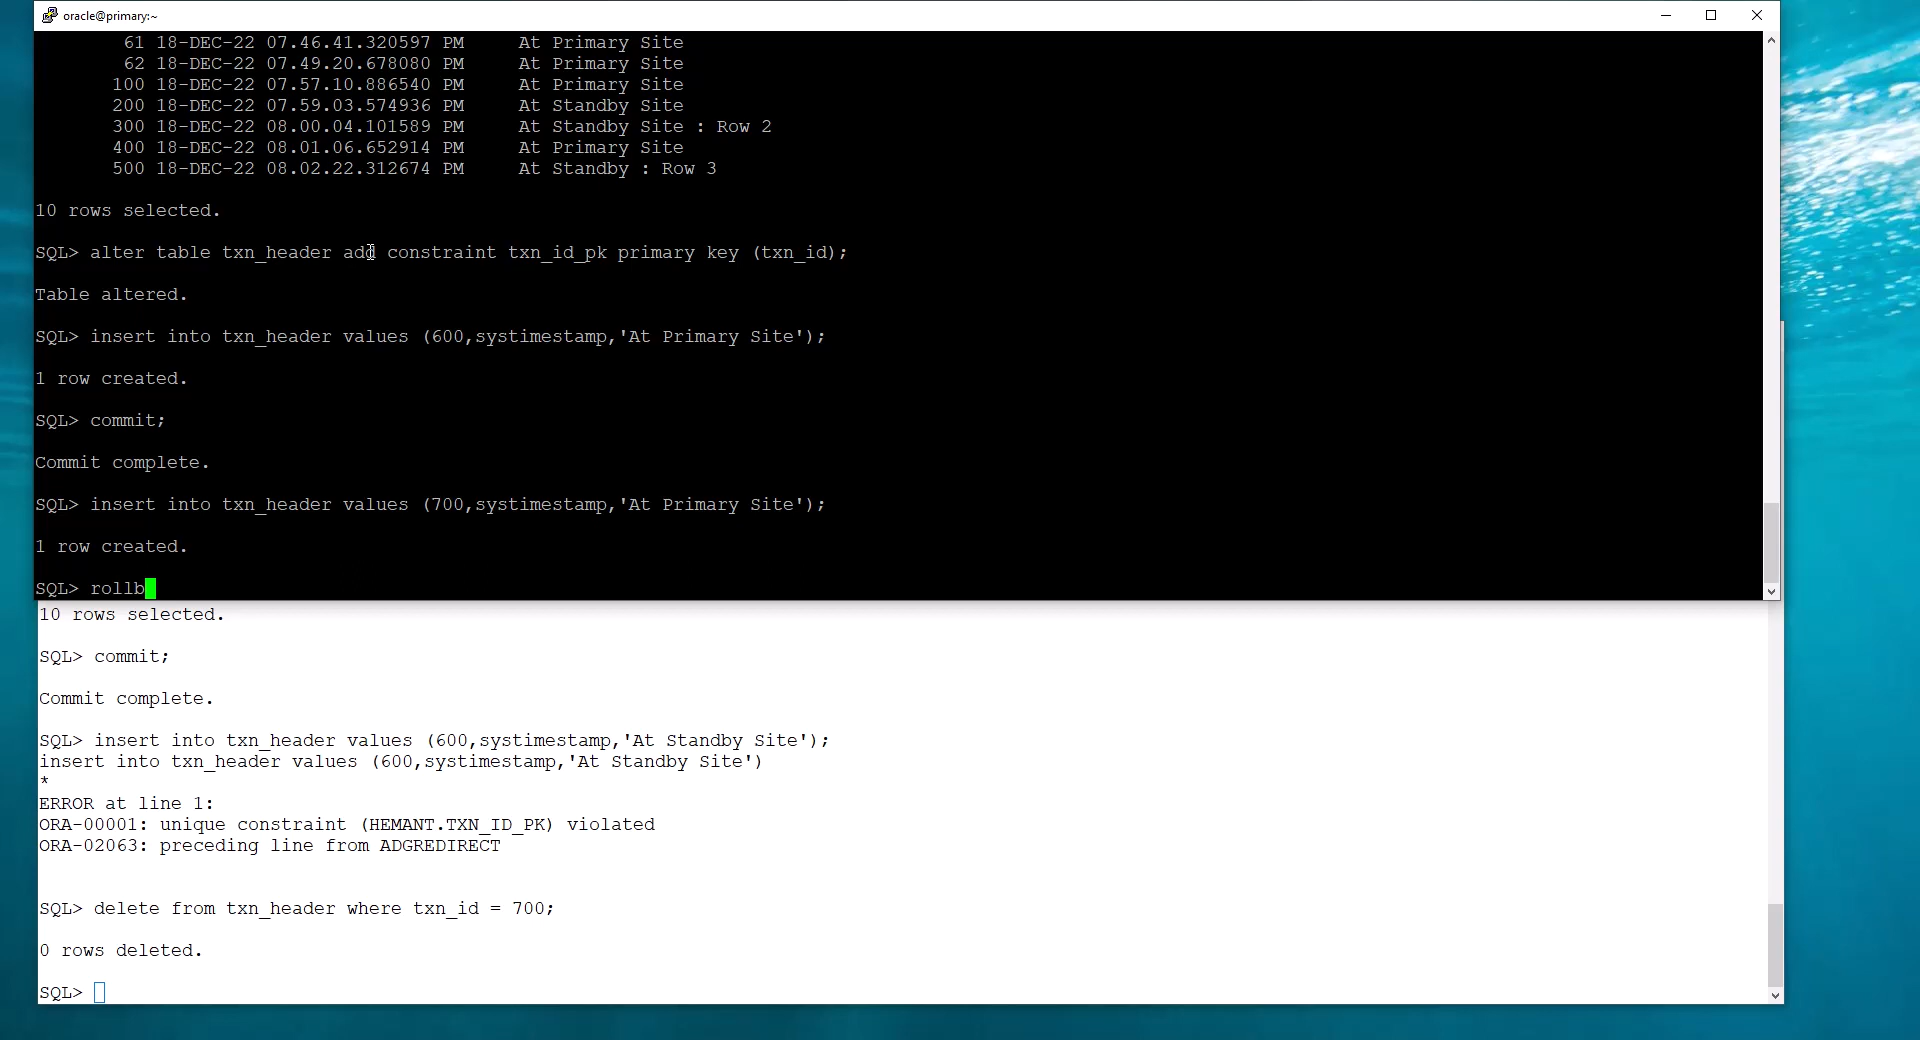 oracle@primary:~
61 18-DEC-22 07.46.41.320597 PM     At Primary Site
62 18-DEC-22 07.49.20.678080 PM     At Primary Site
100 18-DEC-22 07.57.10.886540 PM     At Primary Site
200 18-DEC-22 07.59.03.574936 PM     At Standby Site
300 18-DEC-22 08.00.04.101589 PM     At Standby Site : Row 2
400 18-DEC-22 08.01.06.652914 PM     At Primary Site
500 18-DEC-22 08.02.22.312674 PM     At Standby : Row 3
10 rows selected.
SQL> alter table txn_header add constraint txn_id_pk primary key (txn_id);
Table altered.
SQL> insert into txn_header values (600,systimestamp,'At Primary Site');
1 row created.
SQL> commit;
Commit complete.
SQL> insert into txn_header values (700,systimestamp,'At Primary Site');
1 row created.
SQL> rollb
10 rows selected.
SQL> commit;
Commit complete.
SQL> insert into txn_header values (600,systimestamp,'At Standby Site');
insert into txn_header values (600,systimestamp,'At Standby Site')
*
ERROR at line 1:
ORA-00001: unique constraint (HEMANT.TXN_ID_PK) violated
ORA-02063: preceding line from ADGREDIRECT
SQL> delete from txn_header where txn_id = 700;
0 rows deleted.
SQL>